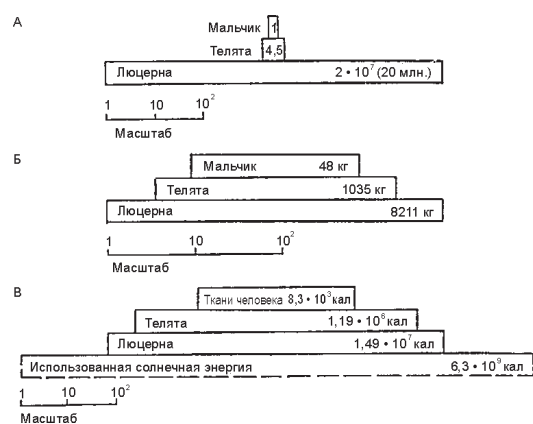 А
Мальчик 1
Телята 4,5
Люцерна 2 • 10⁷ (20 млн.)
1 10 10²
Масштаб
Б
Мальчик 48 кг
Телята 1035 кг
Люцерна 8211 кг
1 10 10²
Масштаб
В
Ткани человека 8,3 • 10³ кал
Телята 1,19 • 10⁶ кал
Люцерна 1,49 • 10⁷ кал
Использованная солнечная энергия 6,3 • 10⁹ кал
1 10 10²
Масштаб